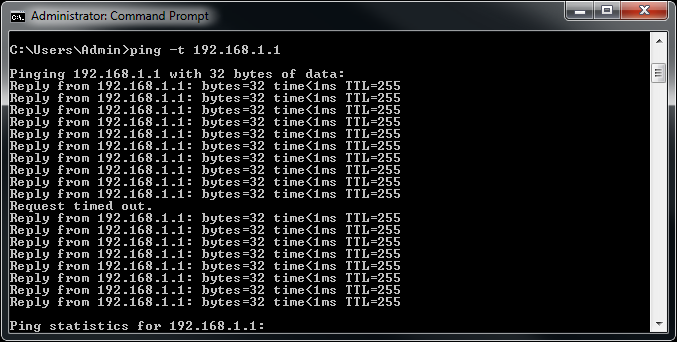 Administrator: Command Prompt
C:\Users\Admin>ping -t 192.168.1.1
Pinging 192.168.1.1 with 32 bytes of data:
Reply from 192.168.1.1: bytes=32 time<1ms TTL=255
Reply from 192.168.1.1: bytes=32 time<1ms TTL=255
Reply from 192.168.1.1: bytes=32 time<1ms TTL=255
Reply from 192.168.1.1: bytes=32 time<1ms TTL=255
Reply from 192.168.1.1: bytes=32 time<1ms TTL=255
Reply from 192.168.1.1: bytes=32 time<1ms TTL=255
Reply from 192.168.1.1: bytes=32 time<1ms TTL=255
Reply from 192.168.1.1: bytes=32 time<1ms TTL=255
Reply from 192.168.1.1: bytes=32 time<1ms TTL=255
Reply from 192.168.1.1: bytes=32 time<1ms TTL=255
Request timed out.
Reply from 192.168.1.1: bytes=32 time<1ms TTL=255
Reply from 192.168.1.1: bytes=32 time<1ms TTL=255
Reply from 192.168.1.1: bytes=32 time<1ms TTL=255
Reply from 192.168.1.1: bytes=32 time<1ms TTL=255
Reply from 192.168.1.1: bytes=32 time<1ms TTL=255
Reply from 192.168.1.1: bytes=32 time<1ms TTL=255
Reply from 192.168.1.1: bytes=32 time<1ms TTL=255
Reply from 192.168.1.1: bytes=32 time<1ms TTL=255
Ping statistics for 192.168.1.1: